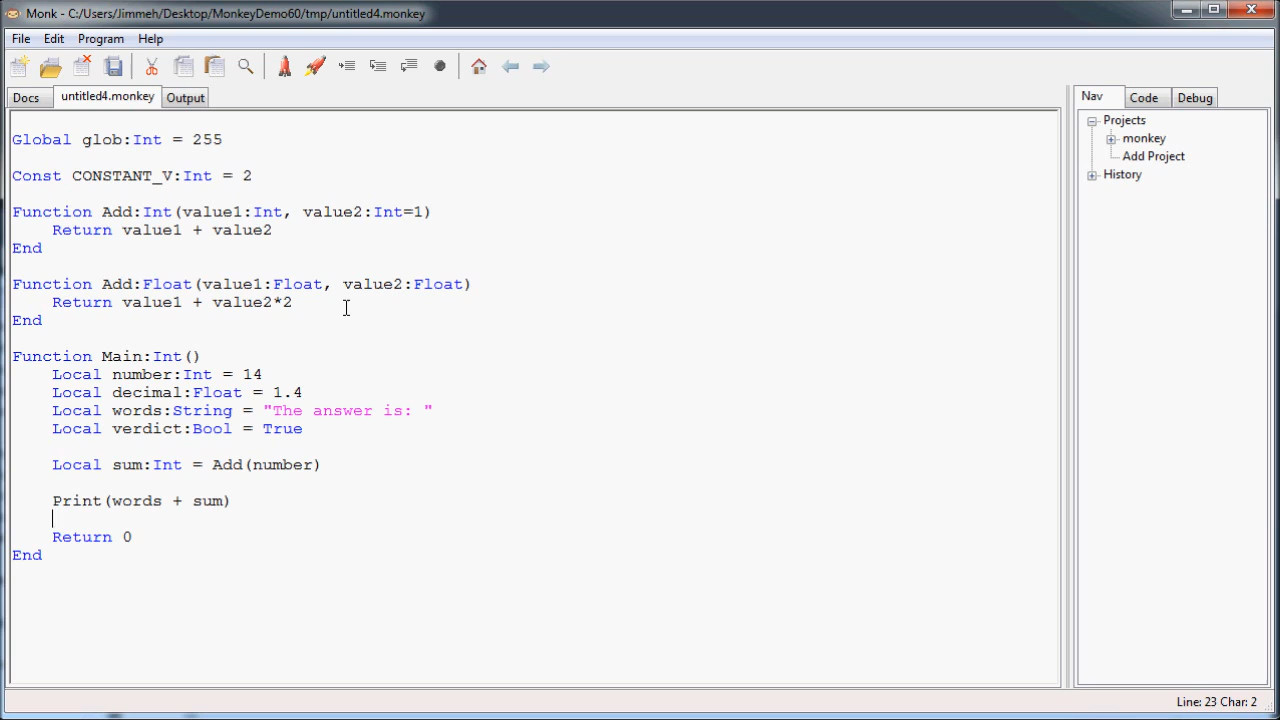 Monk - C:/Users/Jimmeh/Desktop/MonkeyDemo60/tmp/untitled4.monkey
File Edit Program Help
Docs untitled4.monkey Output
Nav Code Debug
Global glob:Int = 255
Const CONSTANT_V:Int = 2
Function Add:Int(value1:Int, value2:Int=1)
Return value1 + value2
End
Function Add:Float(value1:Float, value2:Float)
Return value1 + value2*2
End
Function Main:Int()
Local number:Int = 14
Local decimal:Float = 1.4
Local words:String = "The answer is: "
Local verdict:Bool = True
Local sum:Int = Add(number)
Print(words + sum)
Return 0
End
Projects
monkey
Add Project
History
Line: 23 Char: 2